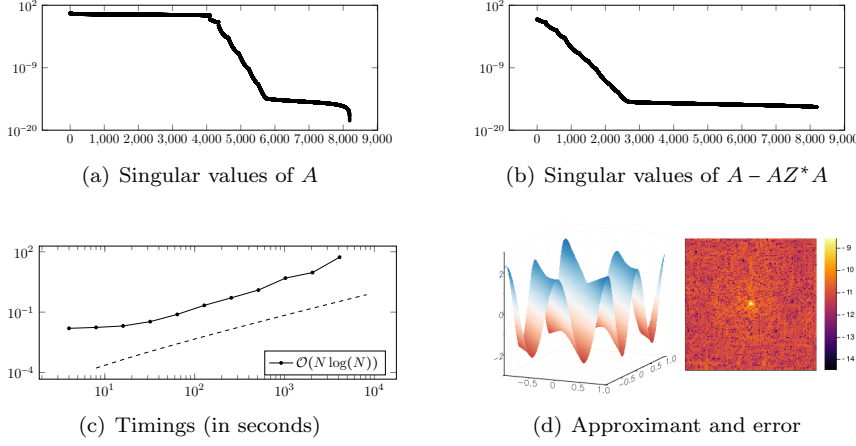 10^2
10^-9
10^-20
0 1,000 2,000 3,000 4,000 5,000 6,000 7,000 8,000 9,000
(a) Singular values of A
10^2
10^-9
10^-20
0 1,000 2,000 3,000 4,000 5,000 6,000 7,000 8,000 9,000
(b) Singular values of A − AZ*A
10^2
10^-1
10^-4
O(N log(N))
10^1 10^2 10^3 10^4
(c) Timings (in seconds)
2
0
−2
−0.5 0.0 0.5
−0.5 0.0 0.5 1.0
- 9
- 10
- 11
- 12
- 13
- 14
(d) Approximant and error